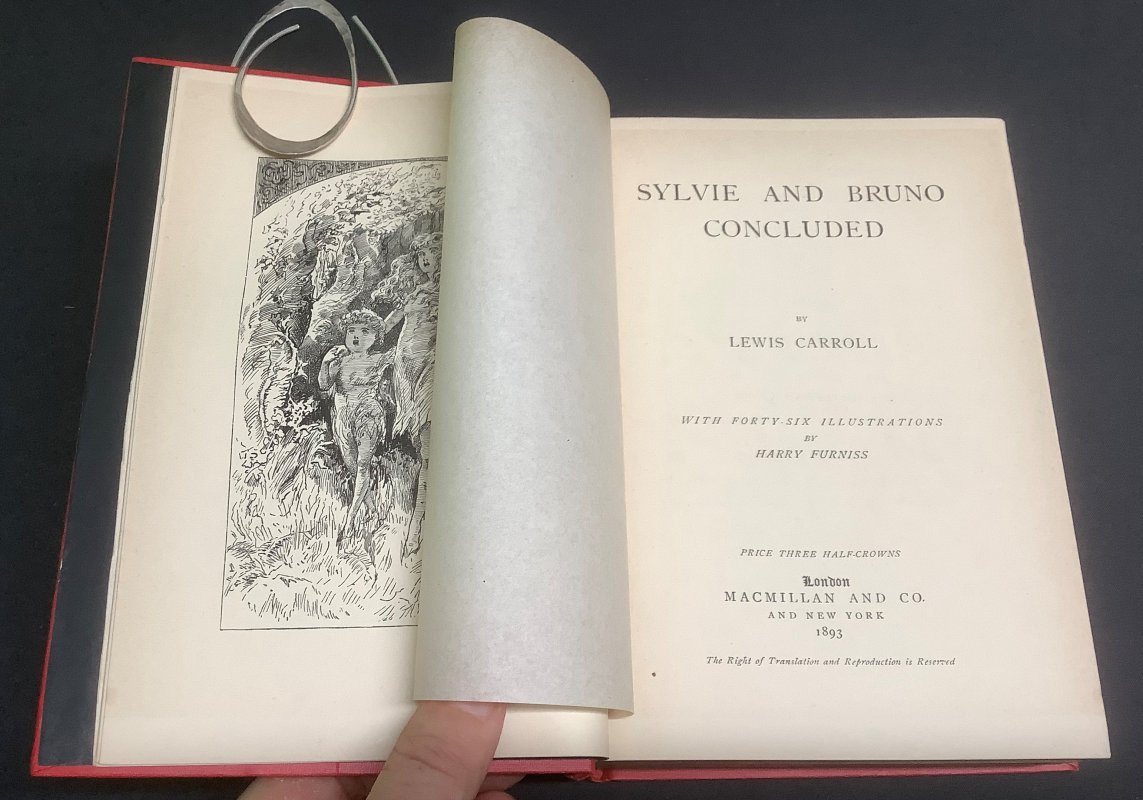 SYLVIE AND BRUNO
CONCLUDED
BY
LEWIS CARROLL
WITH FORTY-SIX ILLUSTRATIONS
BY
HARRY FURNISS
PRICE THREE HALF-CROWNS
London
MACMILLAN AND CO.
AND NEW YORK
1893
The Right of Translation and Reproduction is Reserved